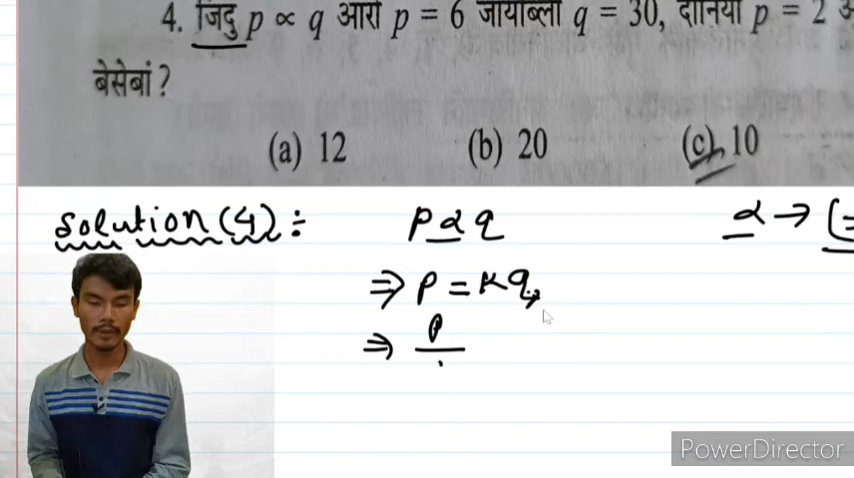 4. जिदु p ∝ q आरो p = 6 जायोब्ला q = 30, दानिया p = 2
बेसेबां?
(a) 12 (b) 20 (c) 10
Solution (4) :
p ∝ q ∝ → (=
⇒ p = kq,
⇒ p
PowerDirector